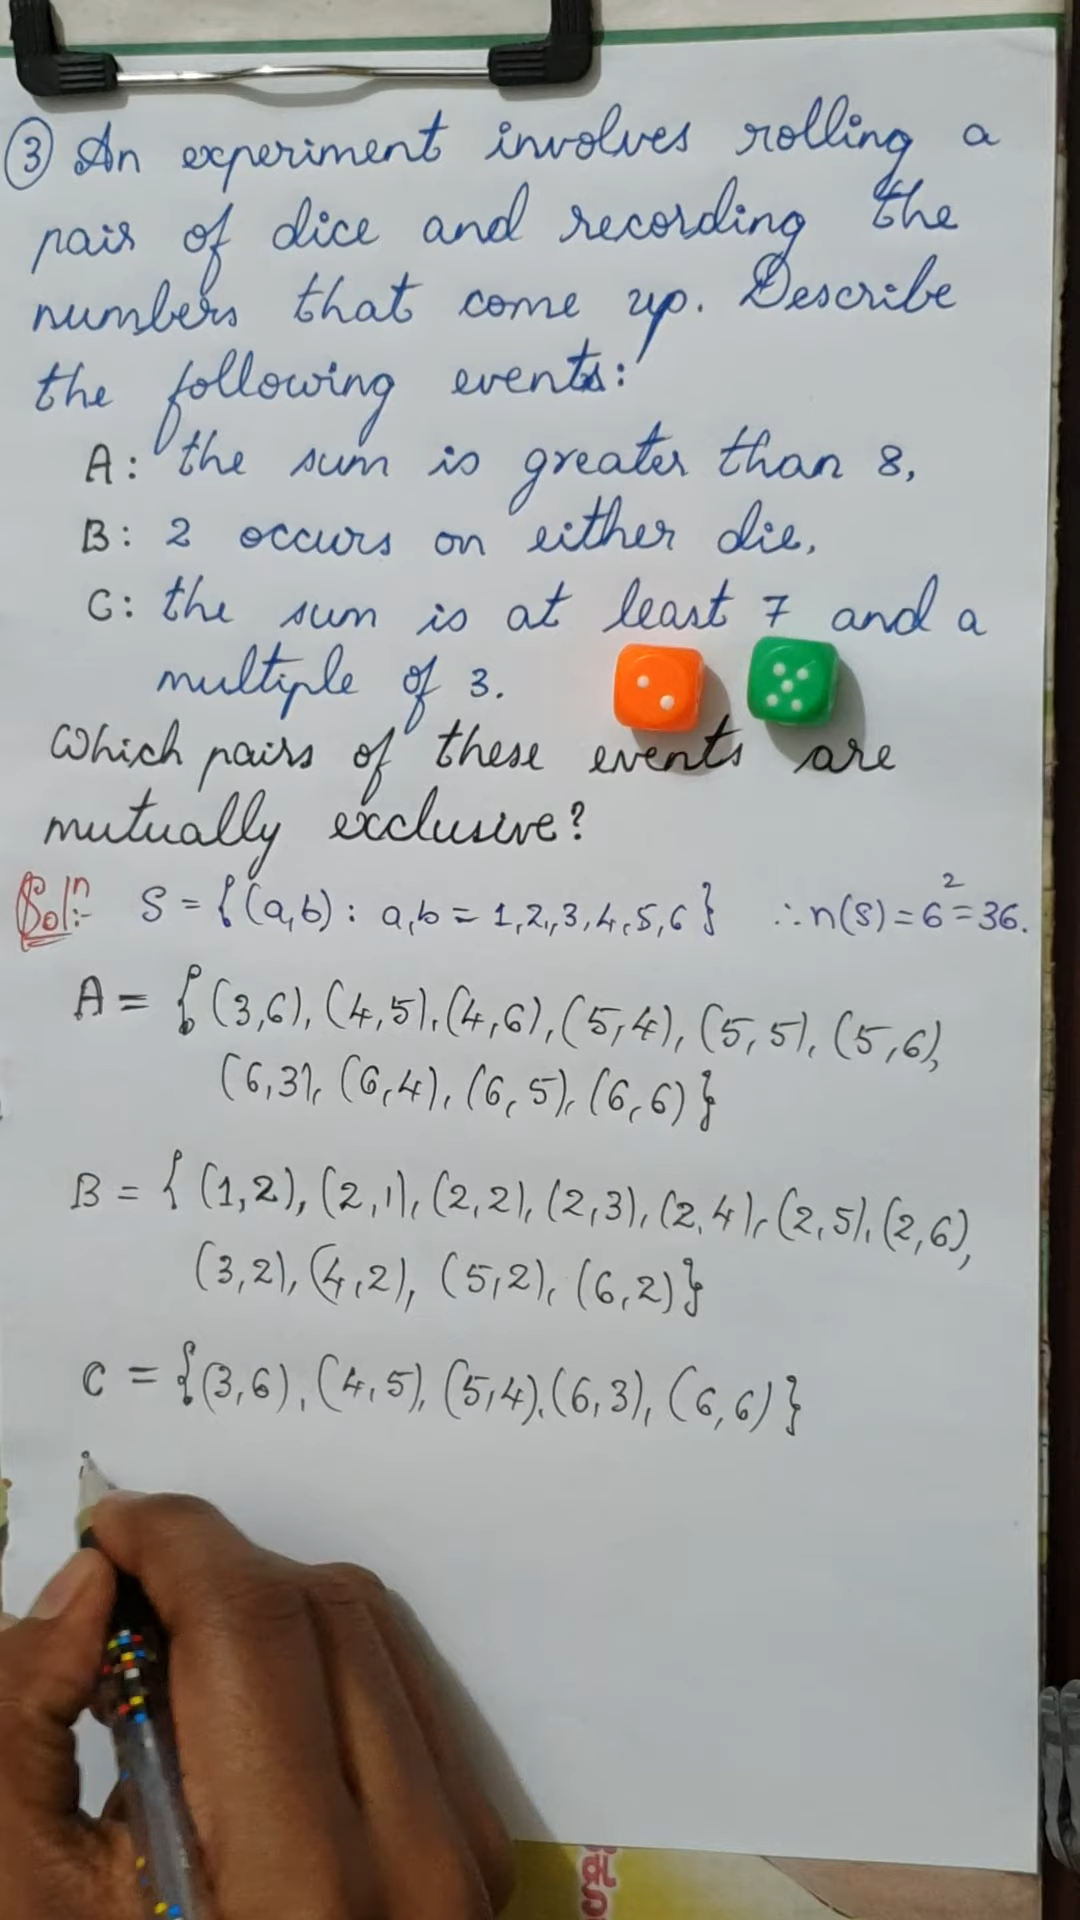 ③ An experiment involves rolling a
pair of dice and recording the
numbers that come up. Describe
the following events:
A: the sum is greater than 8,
B: 2 occurs on either die,
C: the sum is at least 7 and a
multiple of 3.
Which pairs of these events are
mutually exclusive?
Solⁿ:- S = {(a,b) : a,b = 1,2,3,4,5,6} ∴n(S) = 6² = 36.
A = {(3,6), (4,5), (4,6), (5,4), (5,5), (5,6),
(6,3), (6,4), (6,5), (6,6)}
B = {(1,2), (2,1), (2,2), (2,3), (2,4), (2,5), (2,6),
(3,2), (4,2), (5,2), (6,2)}
C = {(3,6), (4,5), (5,4), (6,3), (6,6)}